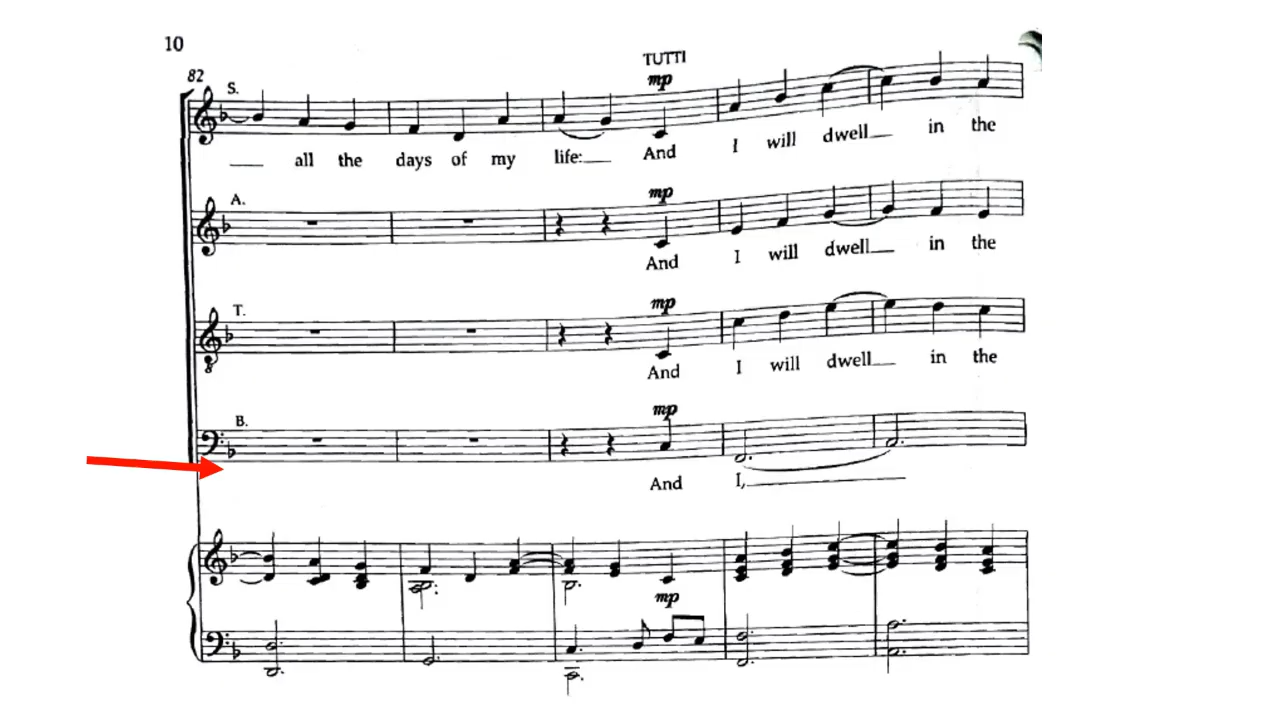 10
82
TUTTI
S.
mp
all the days of my life: And I will dwell in the
A.
mp
And I will dwell in the
T.
mp
8
And I will dwell in the
B.
mp
And I,
mp